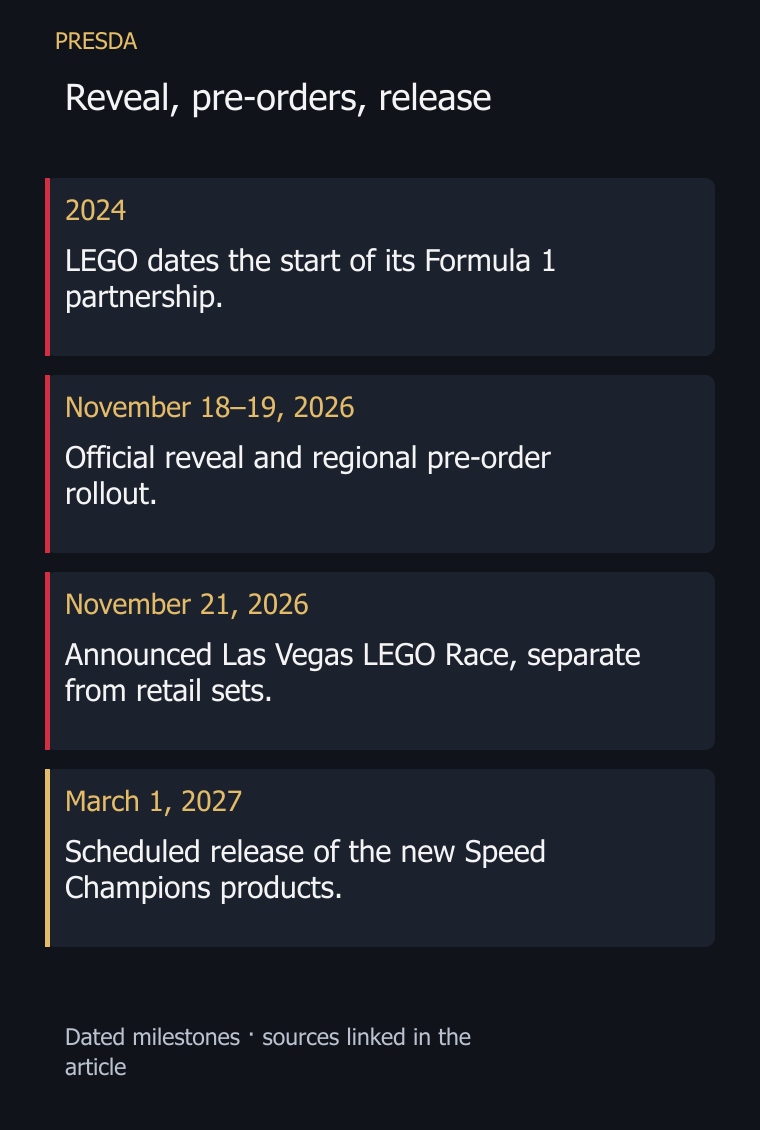 PRESDA
Reveal, pre-orders, release
2024
LEGO dates the start of its Formula 1
partnership.
November 18–19, 2026
Official reveal and regional pre-order
rollout.
November 21, 2026
Announced Las Vegas LEGO Race, separate
from retail sets.
March 1, 2027
Scheduled release of the new Speed
Champions products.
Dated milestones · sources linked in the
article